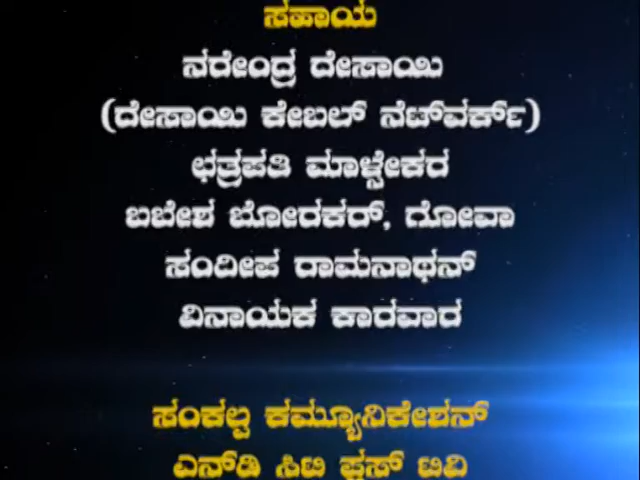 ಸಹಾಯ
ನರೇಂದ್ರ ದೇಸಾಯಿ
(ದೇಸಾಯಿ ಕೇಬಲ್ ನೆಟ್‌ವರ್ಕ್)
ಛತ್ರಪತಿ ಮಾಳ್ಸೇಕರ
ಬಬೇಶ ಬೋರಕರ್, ಗೋವಾ
ಸಂದೀಪ ರಾಮನಾಥನ್
ವಿನಾಯಕ ಕಾರವಾರ
ಸಂಕಲ್ಪ ಕಮ್ಯೂನಿಕೇಶನ್
ಎನ್‌ಡಿ ಸಿಟಿ ಪ್ಲಸ್ ಟಿವಿ